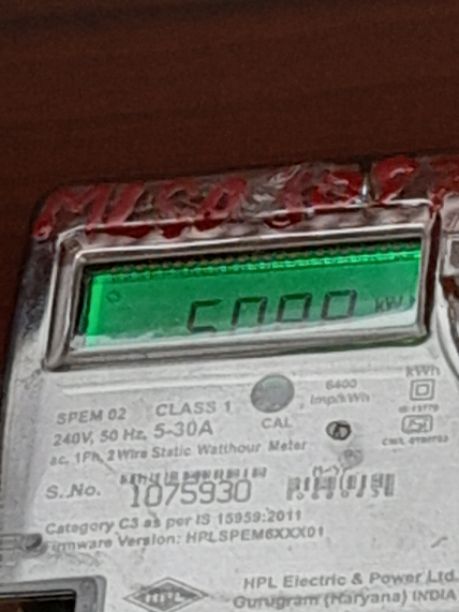 kWh
SPEM 02 CLASS 1
6400 imp/kWh
kWh
240V, 50 Hz, 5-30A
CAL
ac, 1Ph, 2Wire Static Watthour Meter
S..No. 1075930
Category C3 as per IS 15959:2011
Firmware Version: HPLSPEM6XXX01
HPL
HPL Electric & Power Ltd.
Gurugram (Haryana) INDIA